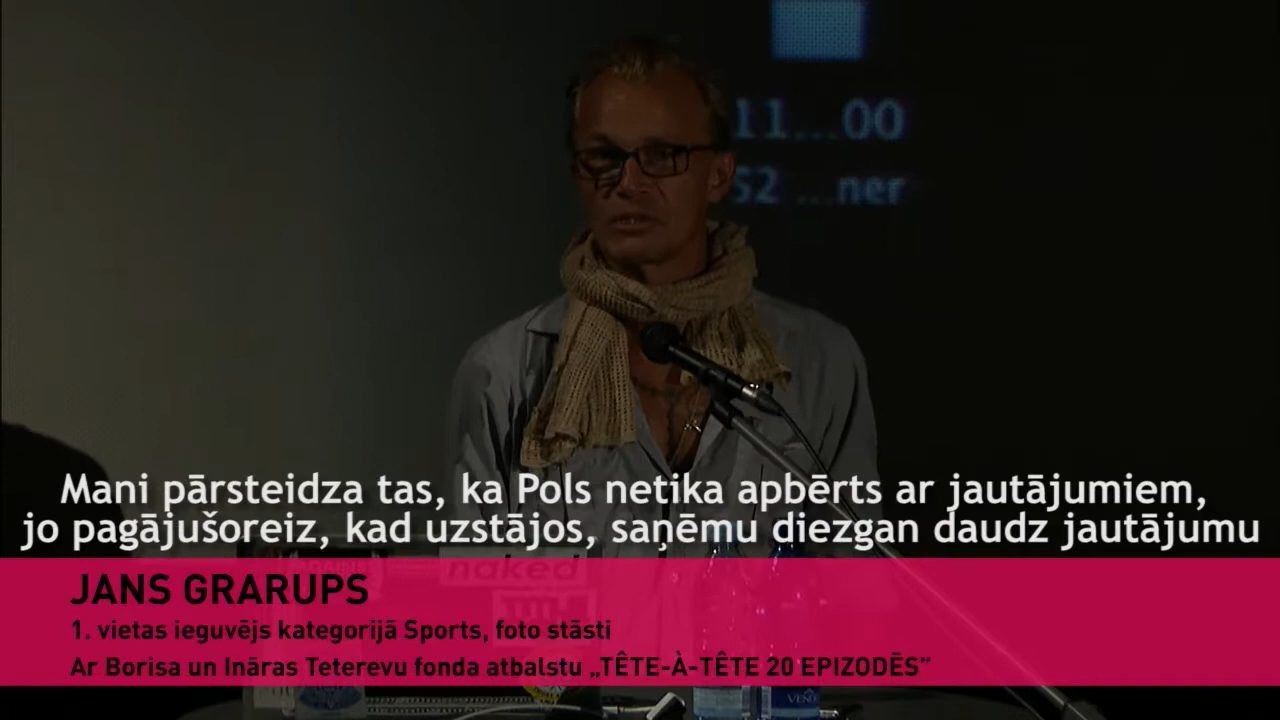 11...00
S2 ...ner
Mani pārsteidza tas, ka Pols netika apbērts ar jautājumiem,
jo pagājušoreiz, kad uzstājos, saņēmu diezgan daudz jautājumu
naked
JANS GRARUPS
1. vietas ieguvējs kategorijā Sports, foto stāsti
Ar Borisa un Ināras Teterevu fonda atbalstu „TÊTE-À-TÊTE 20 EPIZODĒS”